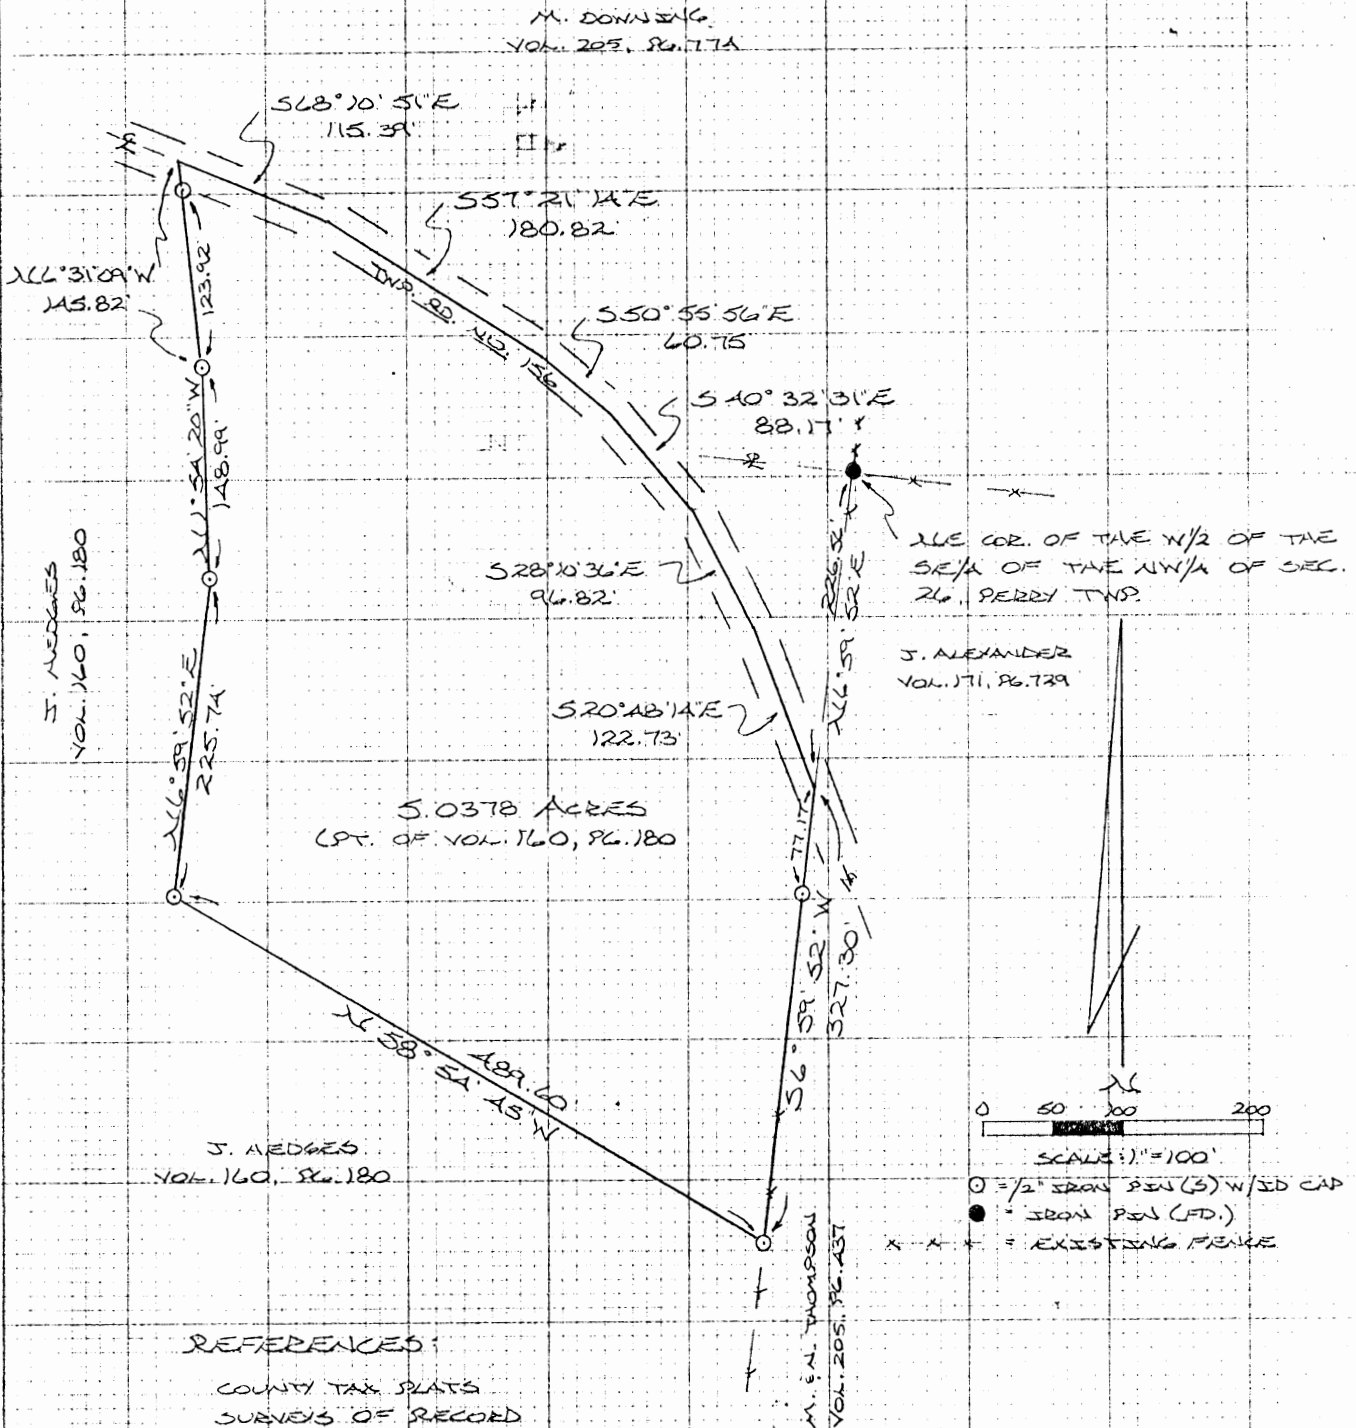 M. DOWNING
VOL. 205, PG. 774
S68°10'51"E
115.39'
S57°21'14"E
180.82'
N6°31'09"W
145.82'
123.92'
TWP. RD. NO. 156
S50°55'56"E
60.75'
S40°32'31"E
88.17'
N1°54'20"W
148.99'
J. HEDGES
VOL. 160, PG. 180
S28°10'36"E
96.82'
NE COR. OF THE W/2 OF THE
SE/4 OF THE NW/4 OF SEC.
26, PERRY TWP.
N6°59'52"E
J. ALEXANDER
VOL. 171, PG. 739
N6°59'52"E
225.74'
S20°48'14"E
122.73'
5.0378 ACRES
(PT. OF VOL. 160, PG. 180
77.17'
S6°59'52"W
327.30'
N58°54'45"W
489.60'
J. HEDGES
VOL. 160, PG. 180
N
0 50 100 200
SCALE: 1"=100'
= 1/2" IRON PIN (S) W/ID CAP
= IRON PIN (FD.)
x x x = EXISTING FENCE
M. & N. THOMPSON
VOL. 205, PG. 437
REFERENCES:
COUNTY TAX PLATS
SURVEYS OF RECORD